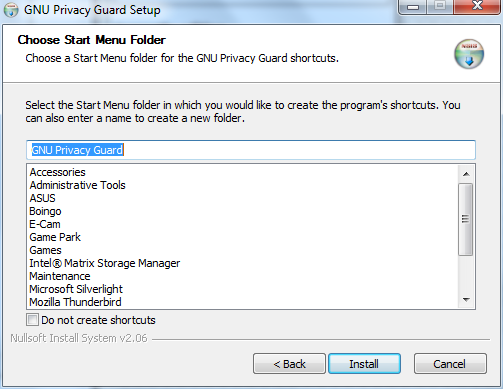 GNU Privacy Guard Setup
Choose Start Menu Folder
Choose a Start Menu folder for the GNU Privacy Guard shortcuts.
Select the Start Menu folder in which you would like to create the program's shortcuts. You
can also enter a name to create a new folder.
GNU Privacy Guard
Accessories
Administrative Tools
ASUS
Boingo
E-Cam
Game Park
Games
Intel® Matrix Storage Manager
Maintenance
Microsoft Silverlight
Mozilla Thunderbird
Do not create shortcuts
Nullsoft Install System v2.06
< Back
Install
Cancel